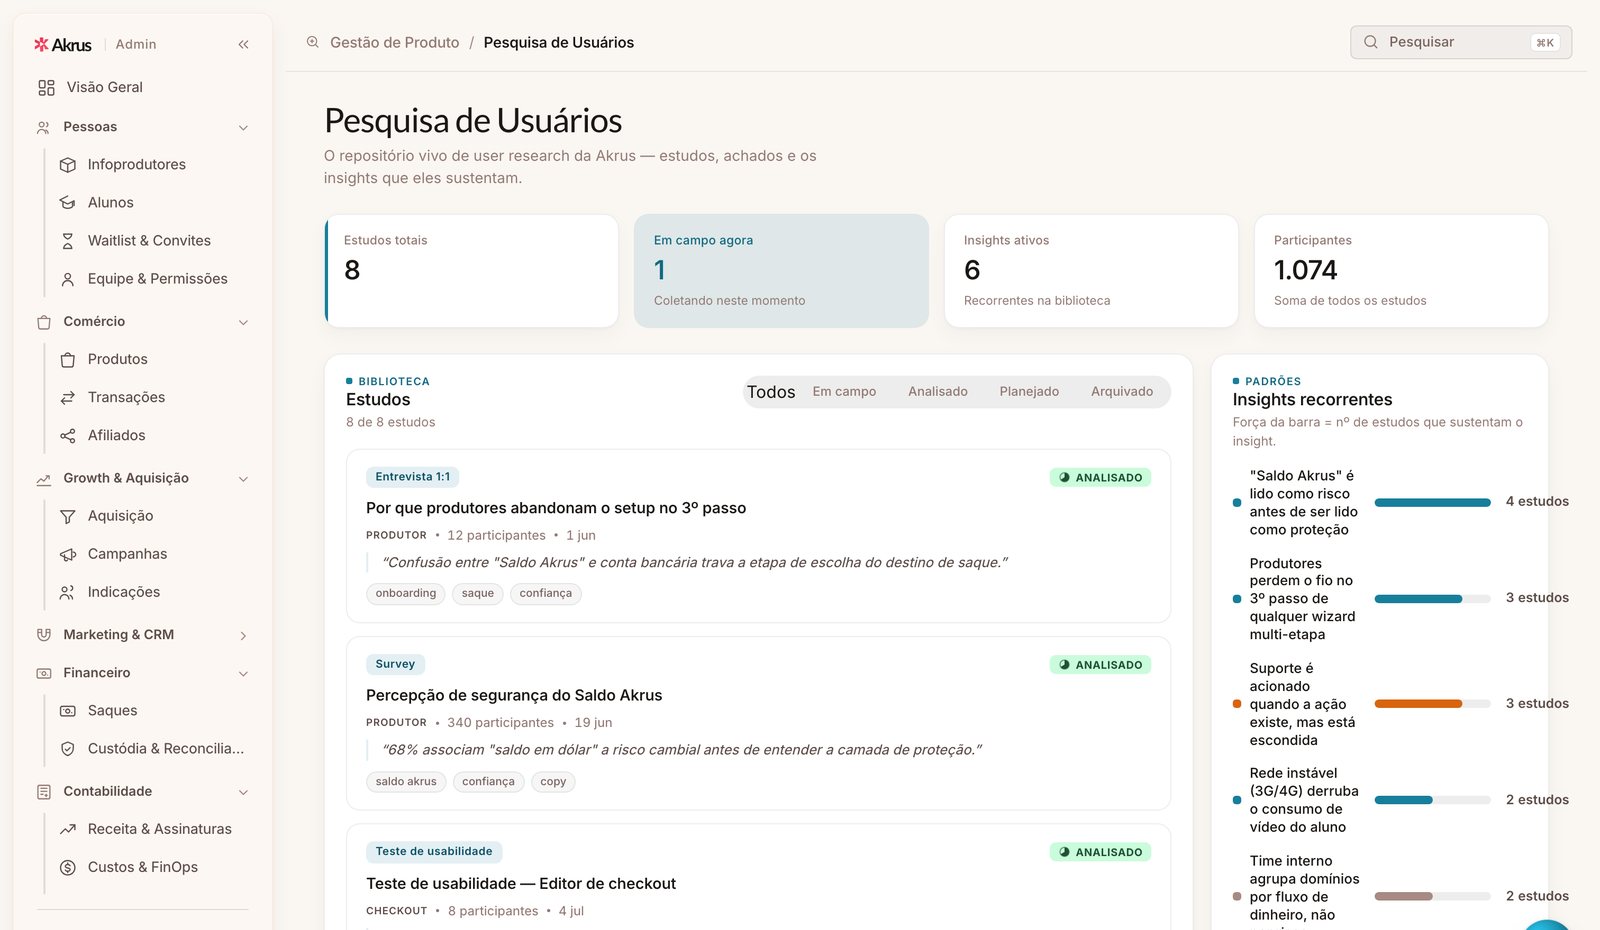 Akrus
Admin
Visão Geral
Pessoas
Infoprodutores
Alunos
Waitlist & Convites
Equipe & Permissões
Comércio
Produtos
Transações
Afiliados
Growth & Aquisição
Aquisição
Campanhas
Indicações
Marketing & CRM
Financeiro
Saques
Custódia & Reconcilia...
Contabilidade
Receita & Assinaturas
Custos & FinOps
Gestão de Produto / Pesquisa de Usuários
Pesquisar ⌘K
Pesquisa de Usuários
O repositório vivo de user research da Akrus — estudos, achados e os
insights que eles sustentam.
Estudos totais
8
Em campo agora
1
Coletando neste momento
Insights ativos
6
Recorrentes na biblioteca
Participantes
1.074
Soma de todos os estudos
BIBLIOTECA
Estudos
8 de 8 estudos
Todos Em campo Analisado Planejado Arquivado
Entrevista 1:1
ANALISADO
Por que produtores abandonam o setup no 3º passo
PRODUTOR • 12 participantes • 1 jun
“Confusão entre "Saldo Akrus" e conta bancária trava a etapa de escolha do destino de saque.”
onboarding saque confiança
Survey
ANALISADO
Percepção de segurança do Saldo Akrus
PRODUTOR • 340 participantes • 19 jun
“68% associam "saldo em dólar" a risco cambial antes de entender a camada de proteção.”
saldo akrus confiança copy
Teste de usabilidade
ANALISADO
Teste de usabilidade — Editor de checkout
CHECKOUT • 8 participantes • 4 jul
PADRÕES
Insights recorrentes
Força da barra = nº de estudos que sustentam o
insight.
"Saldo Akrus" é
lido como risco
antes de ser lido
como proteção
4 estudos
Produtores
perdem o fio no
3º passo de
qualquer wizard
multi-etapa
3 estudos
Suporte é
acionado
quando a ação
existe, mas está
escondida
3 estudos
Rede instável
(3G/4G) derruba
o consumo de
vídeo do aluno
2 estudos
Time interno
agrupa domínios
por fluxo de
dinheiro, não
2 estudos